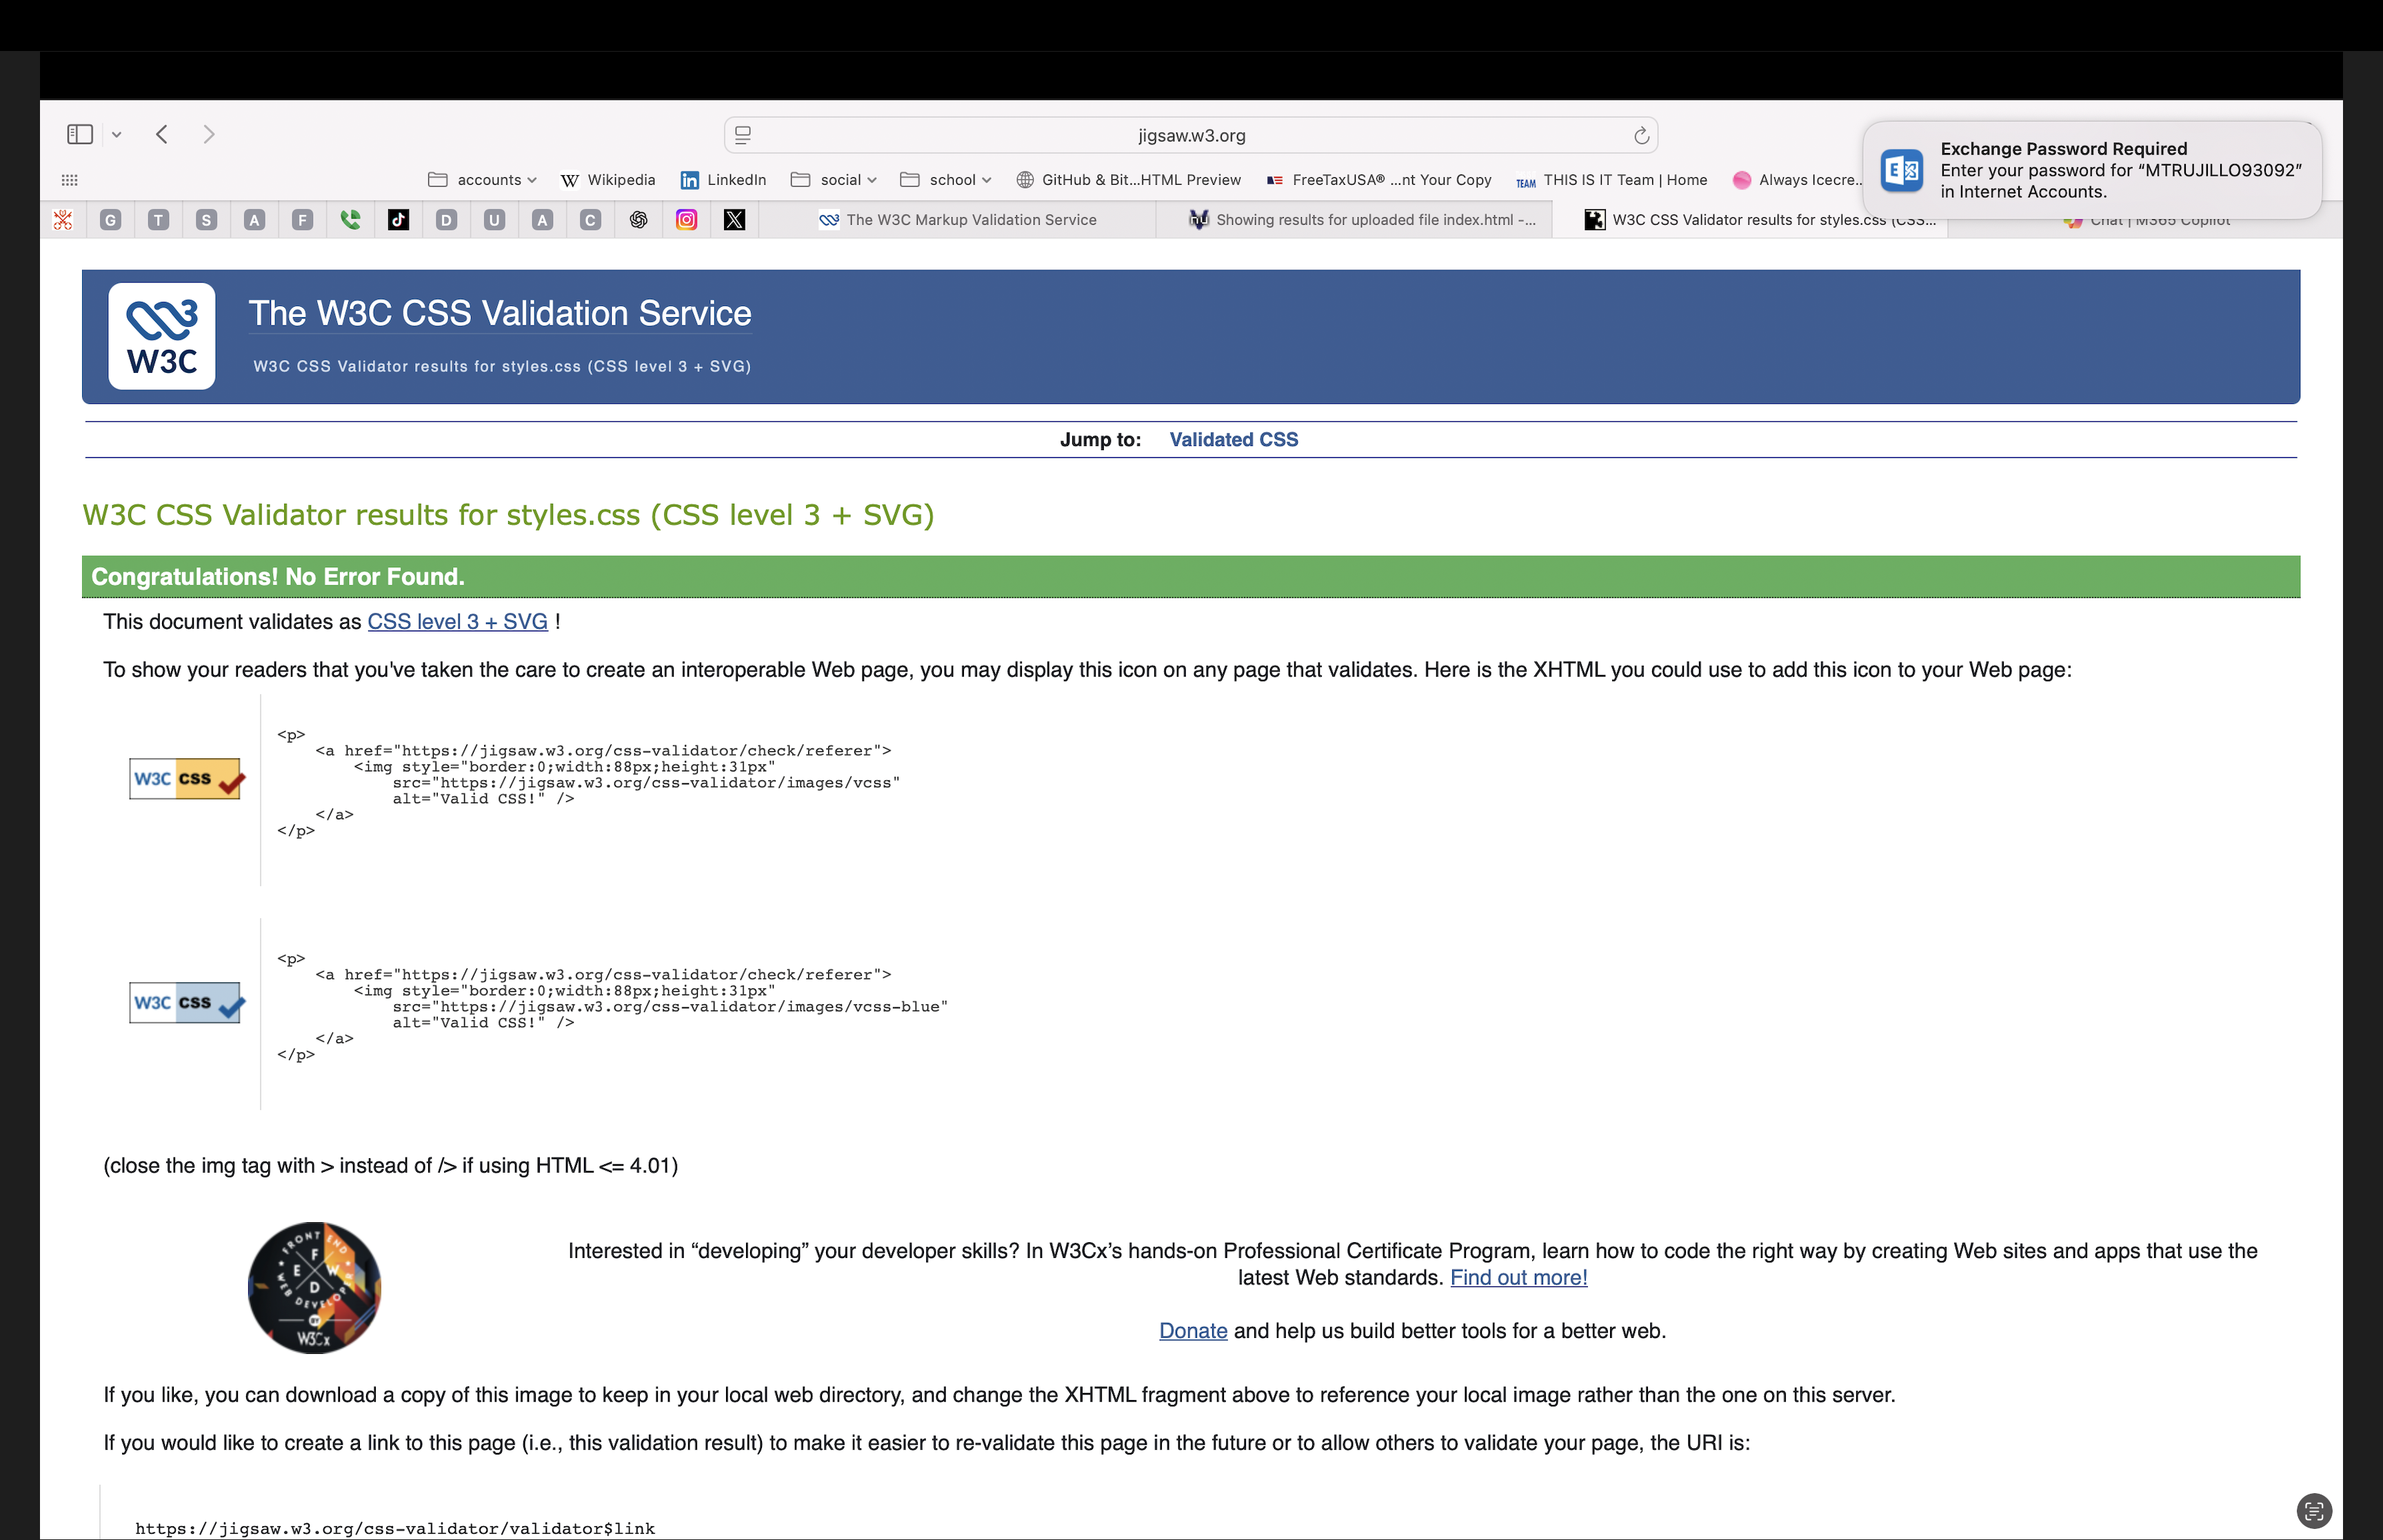 jigsaw.w3.org
Exchange Password Required
Enter your password for “MTRUJILLO93092”
in Internet Accounts.
accounts
W Wikipedia
in LinkedIn
social
school
GitHub & Bit...HTML Preview
FreeTaxUSA® ...nt Your Copy
TEAM THIS IS IT Team | Home
Always Icecre..
G T S A F D U A C
The W3C Markup Validation Service
nu Showing results for uploaded file index.html -...
W3C CSS Validator results for styles.css (CSS...
Chat | M365 Copilot
W3C
The W3C CSS Validation Service
W3C CSS Validator results for styles.css (CSS level 3 + SVG)
Jump to: Validated CSS
W3C CSS Validator results for styles.css (CSS level 3 + SVG)
Congratulations! No Error Found.
This document validates as CSS level 3 + SVG !
To show your readers that you've taken the care to create an interoperable Web page, you may display this icon on any page that validates. Here is the XHTML you could use to add this icon to your Web page:
W3C css
<p>
<a href="https://jigsaw.w3.org/css-validator/check/referer">
<img style="border:0;width:88px;height:31px"
src="https://jigsaw.w3.org/css-validator/images/vcss"
alt="Valid CSS!" />
</a>
</p>
W3C css
<p>
<a href="https://jigsaw.w3.org/css-validator/check/referer">
<img style="border:0;width:88px;height:31px"
src="https://jigsaw.w3.org/css-validator/images/vcss-blue"
alt="Valid CSS!" />
</a>
</p>
(close the img tag with > instead of /> if using HTML <= 4.01)
FRONT END
F E W D
WEB DEVELOPER
BY
W3Cx
Interested in “developing” your developer skills? In W3Cx’s hands-on Professional Certificate Program, learn how to code the right way by creating Web sites and apps that use the
latest Web standards. Find out more!
Donate and help us build better tools for a better web.
If you like, you can download a copy of this image to keep in your local web directory, and change the XHTML fragment above to reference your local image rather than the one on this server.
If you would like to create a link to this page (i.e., this validation result) to make it easier to re-validate this page in the future or to allow others to validate your page, the URI is:
https://jigsaw.w3.org/css-validator/validator$link